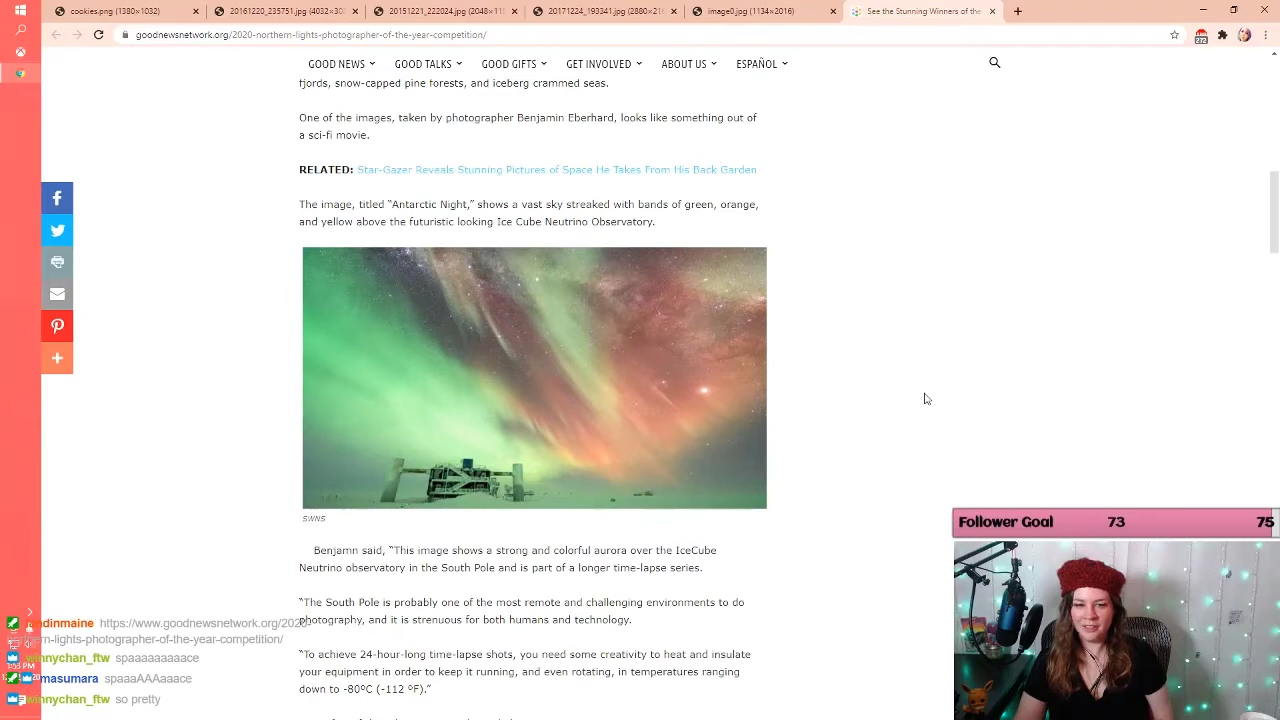 cookies.png (1380×1032)
20161220_235751.jpg (4032×30
20151221_222024.jpg (2048×11
20171224_193341.jpg (2880×21
image0.jpg (1134×2016)
See the Stunning Winners of the
goodnewsnetwork.org/2020-northern-lights-photographer-of-the-year-competition/
272
GOOD NEWS GOOD TALKS GOOD GIFTS GET INVOLVED ABOUT US ESPAÑOL
fjords, snow-capped pine forests, and iceberg crammed seas.
One of the images, taken by photographer Benjamin Eberhard, looks like something out of
a sci-fi movie.
RELATED: Star-Gazer Reveals Stunning Pictures of Space He Takes From His Back Garden
The image, titled “Antarctic Night,” shows a vast sky streaked with bands of green, orange,
and yellow above the futuristic looking Ice Cube Neutrino Observatory.
SWNS
Benjamn said, “This image shows a strong and colorful aurora over the IceCube
Neutrino observatory in the South Pole and is part of a longer time-lapse series.
“The South Pole is probably one of the most remote and challenging environments to do
photography, and it is strenuous for both humans and technology.
“To achieve 24-hour-long time-lapse shots, you need some creativity to heat and insulate
your equipment in order to keep it running, and even rotating, in temperatures ranging
down to -80ºC (-112 ºF).”
Follower Goal 73 75
https://www.goodnewsnetwork.org/2020
northern-lights-photographer-of-the-year-competition/
winnychan_ftw spaaaaaaaaace
masumara spaaaAAAaaace
winnychan_ftw so pretty